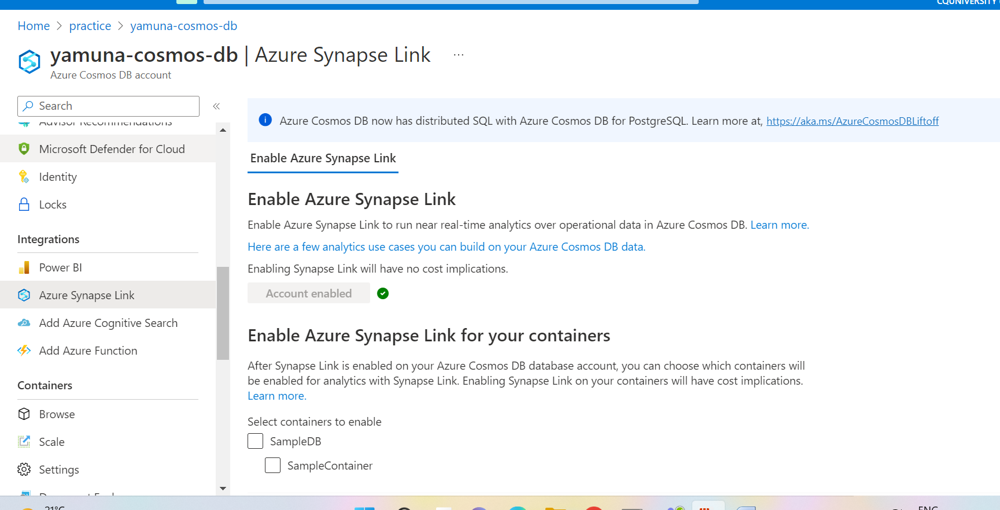 CQUNIVERSITY
Home > practice > yamuna-cosmos-db
yamuna-cosmos-db | Azure Synapse Link ...
Azure Cosmos DB account
Search «
Advisor Recommendations
Microsoft Defender for Cloud
Identity
Locks
Integrations
Power BI
Azure Synapse Link
Add Azure Cognitive Search
Add Azure Function
Containers
Browse
Scale
Settings
Azure Cosmos DB now has distributed SQL with Azure Cosmos DB for PostgreSQL. Learn more at, https://aka.ms/AzureCosmosDBLiftoff
Enable Azure Synapse Link
Enable Azure Synapse Link
Enable Azure Synapse Link to run near real-time analytics over operational data in Azure Cosmos DB. Learn more.
Here are a few analytics use cases you can build on your Azure Cosmos DB data.
Enabling Synapse Link will have no cost implications.
Account enabled
Enable Azure Synapse Link for your containers
After Synapse Link is enabled on your Azure Cosmos DB database account, you can choose which containers will
be enabled for analytics with Synapse Link. Enabling Synapse Link on your containers will have cost implications.
Learn more.
Select containers to enable
SampleDB
SampleContainer
21°C
ENG